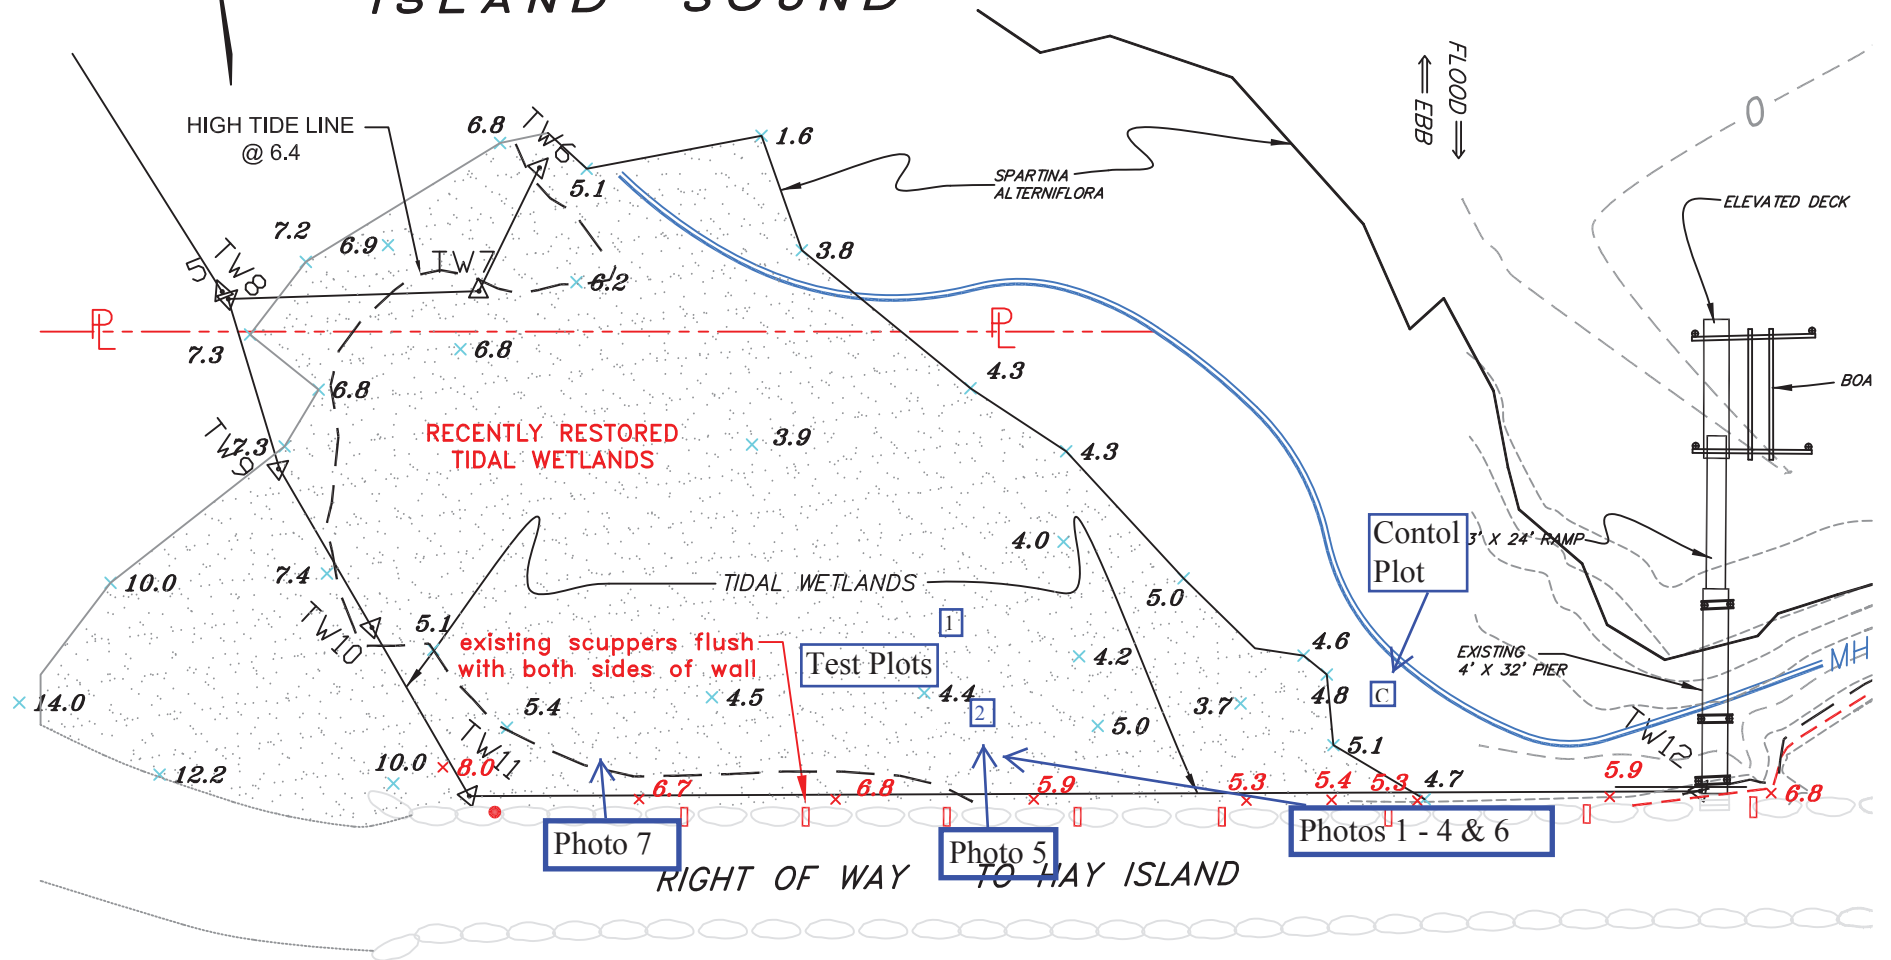 ISLAND SOUND
FLOOD
EBB
HIGH TIDE LINE
@ 6.4
6.8
TW6
1.6
5.1
SPARTINA
ALTERNIFLORA
ELEVATED DECK
7.2
6.9
TW7
3.8
5
TW8
6.2
PL
PL
7.3
6.8
BOA
6.8
4.3
RECENTLY RESTORED
TIDAL WETLANDS
TW9
7.3
3.9
4.3
Contol
Plot
3' X 24' RAMP
4.0
7.4
10.0
TIDAL WETLANDS
5.0
TW10
5.1
1
existing scuppers flush
with both sides of wall
Test Plots
4.2
4.6
EXISTING
4' X 32' PIER
MH
14.0
4.5
4.4
4.8
C
3.7
5.4
2
5.0
TW11
5.1
TW12
12.2
10.0
8.0
6.7
6.8
5.9
5.3
5.4
5.3
4.7
5.9
6.8
Photo 7
Photo 5
Photos 1 - 4 & 6
RIGHT OF WAY TO HAY ISLAND